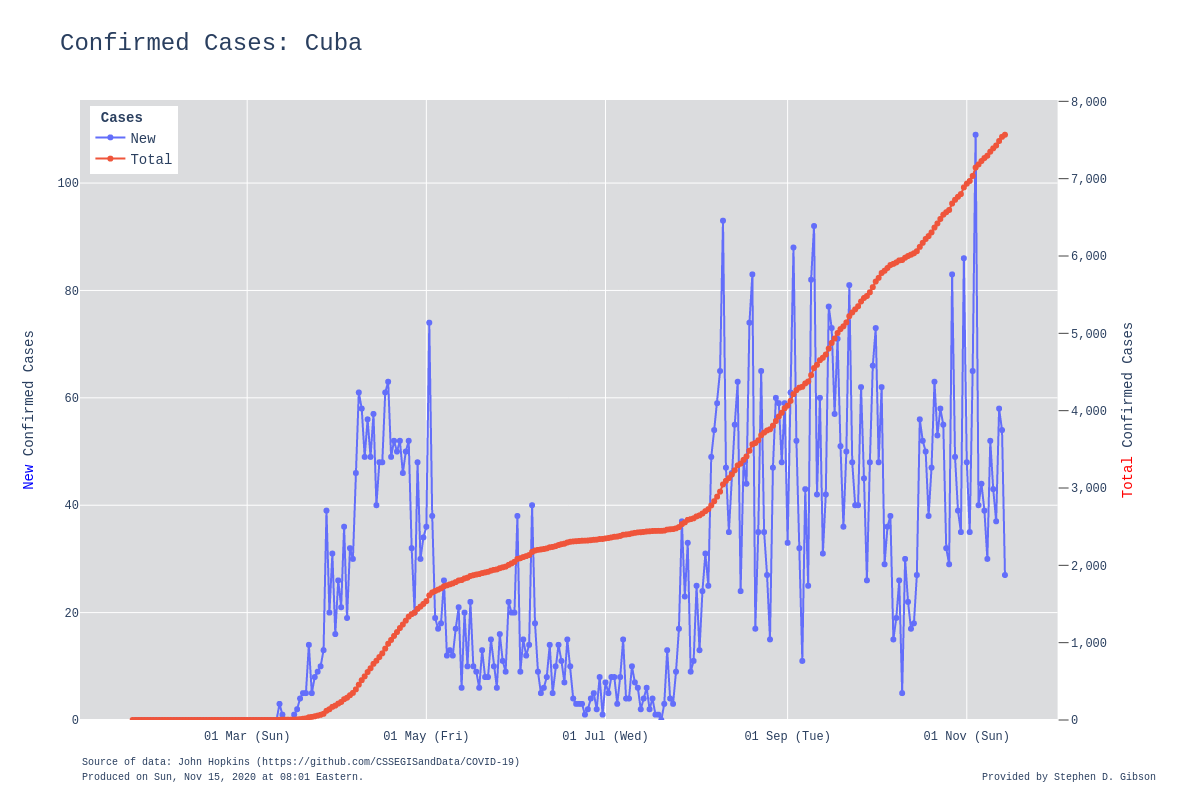 Confirmed Cases: Cuba
Cases
New
Total
100
80
60
40
20
0
8,000
7,000
6,000
5,000
4,000
3,000
2,000
1,000
0
New Confirmed Cases
Total Confirmed Cases
01 Mar (Sun)
01 May (Fri)
01 Jul (Wed)
01 Sep (Tue)
01 Nov (Sun)
Source of data: John Hopkins (https://github.com/CSSEGISandData/COVID-19)
Produced on Sun, Nov 15, 2020 at 08:01 Eastern.
Provided by Stephen D. Gibson